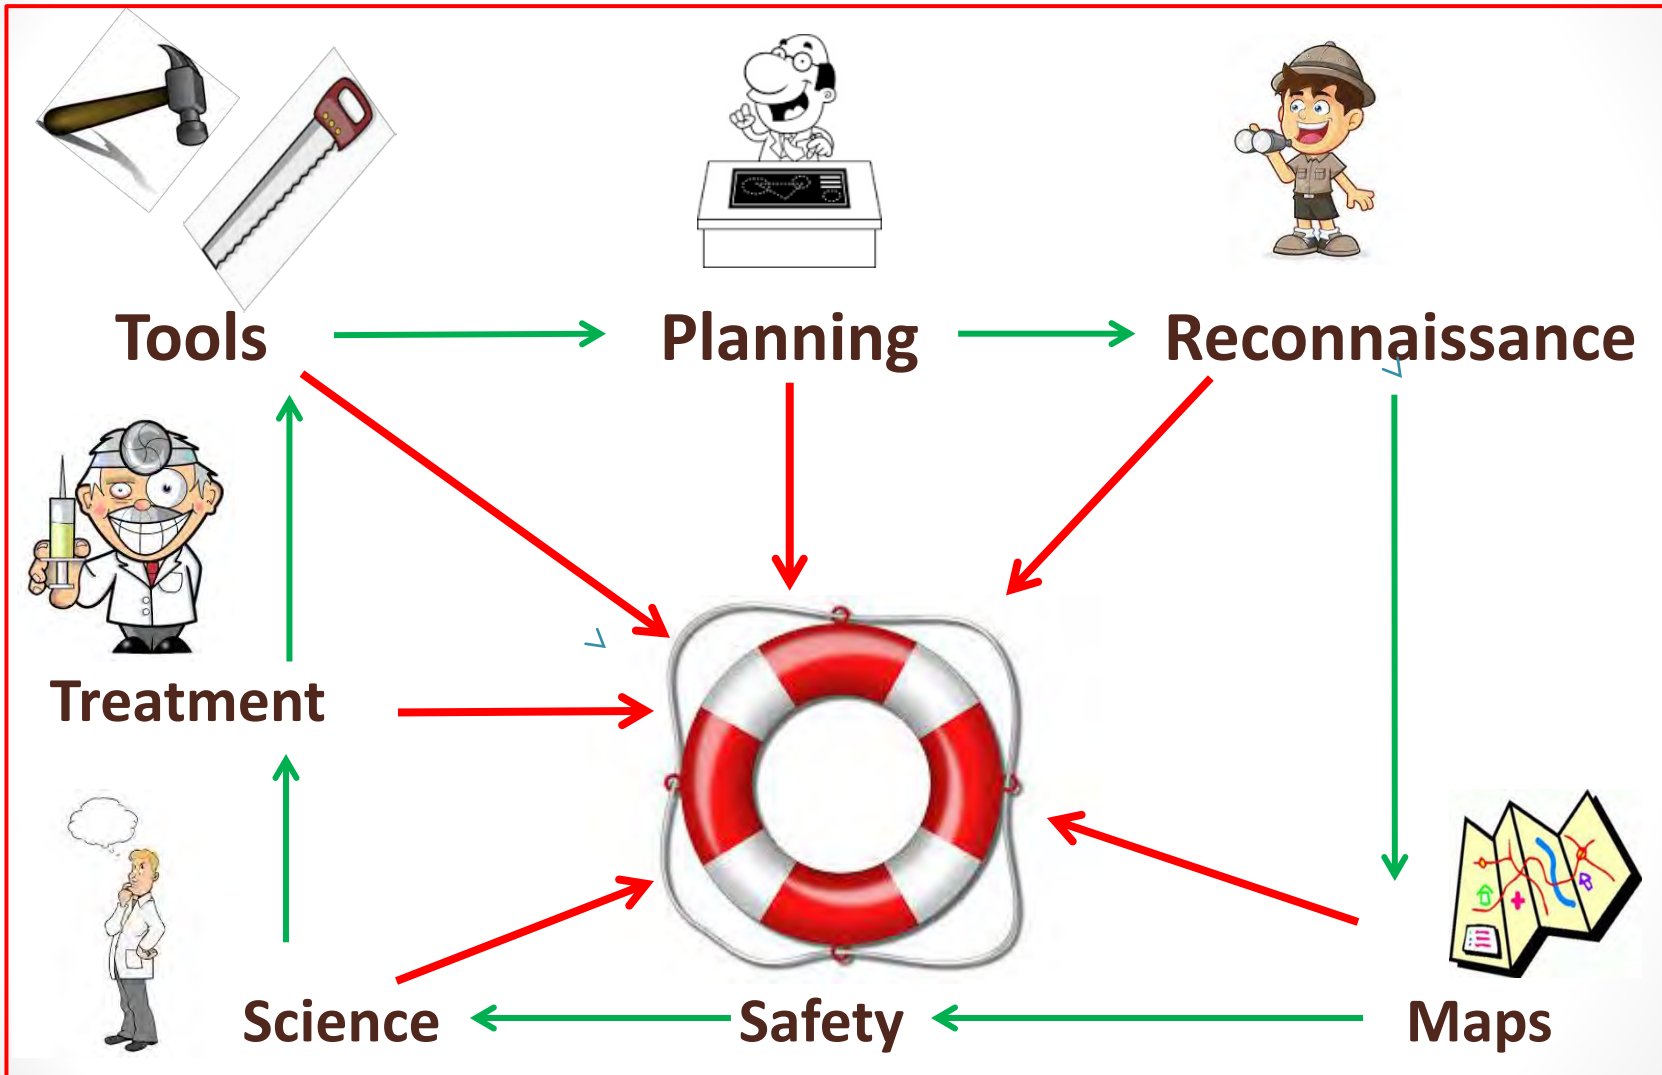 Tools
Planning
Reconnaissance
Treatment
Science
Safety
Maps